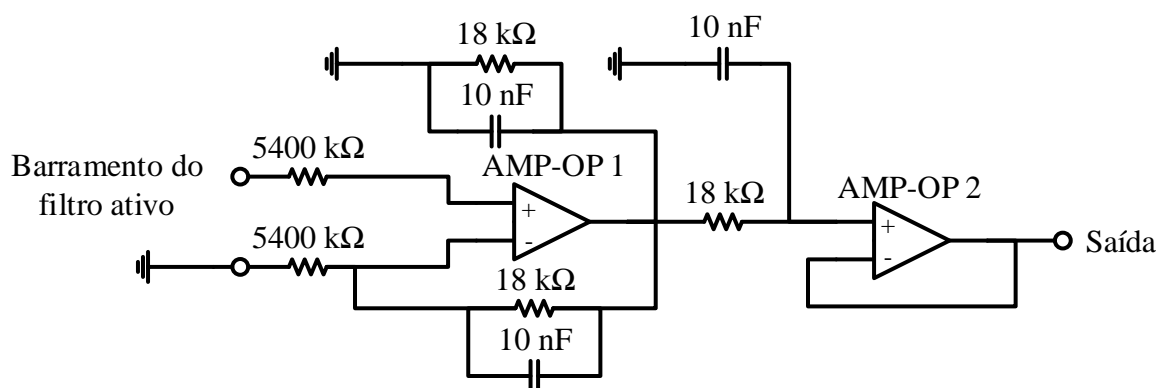 18 kΩ
10 nF
10 nF
5400 kΩ
AMP-OP 1
Barramento do
filtro ativo
+
-
18 kΩ
AMP-OP 2
+
-
Saída
5400 kΩ
18 kΩ
10 nF